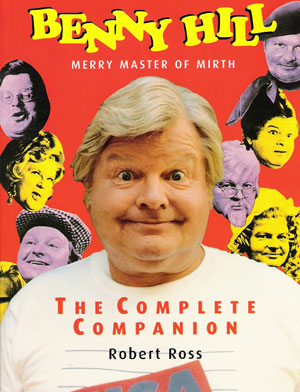 BENNY HILL
MERRY MASTER OF MIRTH
THE COMPLETE
COMPANION
Robert Ross